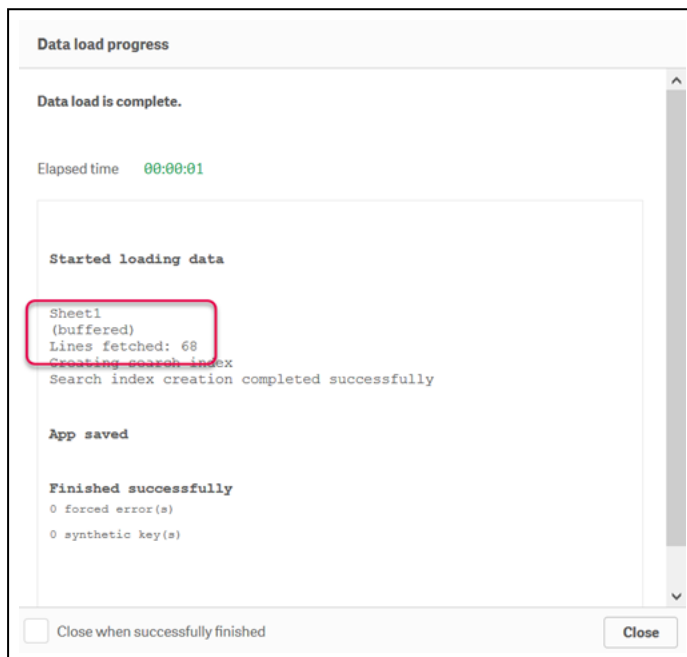 Data load progress
Data load is complete.
Elapsed time 00:00:01
Started loading data
Sheet1
(buffered)
Lines fetched: 68
Creating search index
Search index creation completed successfully
App saved
Finished successfully
0 forced error(s)
0 synthetic key(s)
Close when successfully finished
Close